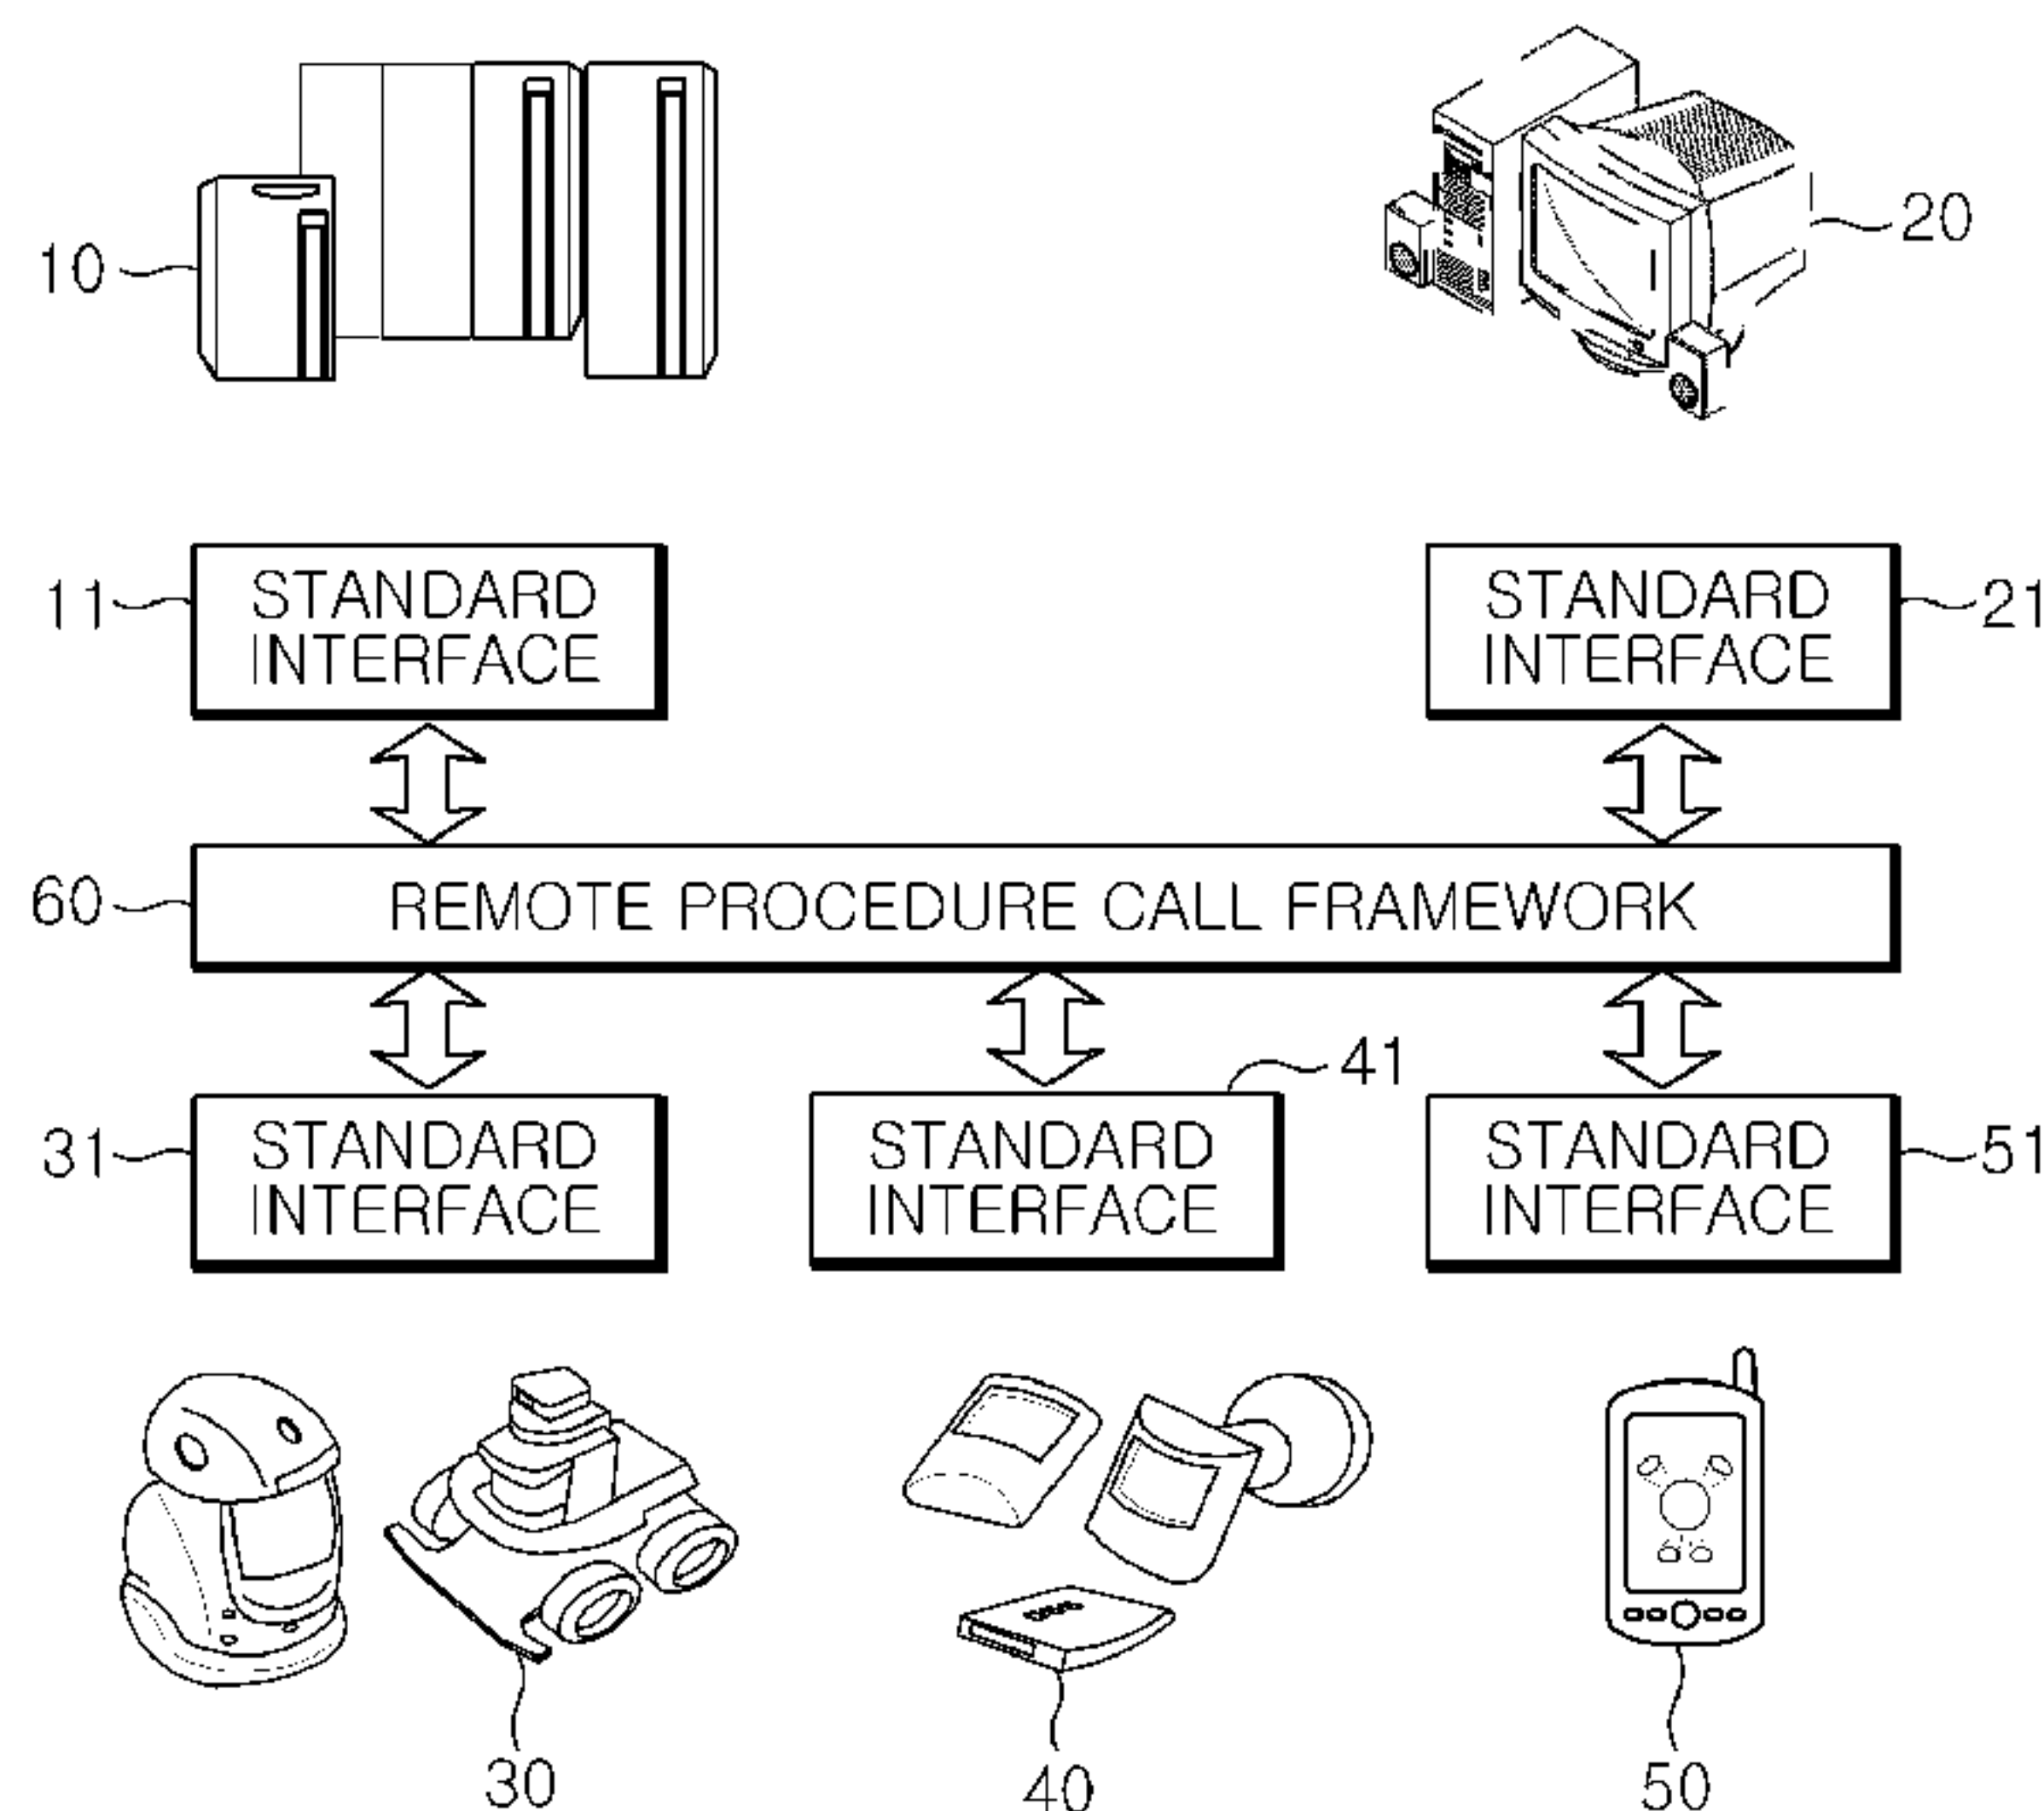 10
20
11
STANDARD
INTERFACE
STANDARD
INTERFACE
21
60
REMOTE PROCEDURE CALL FRAMEWORK
41
31
STANDARD
INTERFACE
STANDARD
INTERFACE
STANDARD
INTERFACE
51
30
40
50